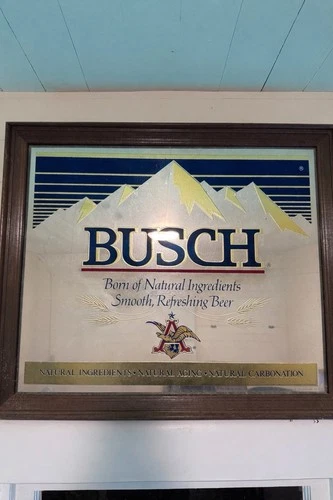 BUSCH
Born of Natural Ingredients
Smooth, Refreshing Beer
A
NATURAL INGREDIENTS • NATURAL AGING • NATURAL CARBONATION